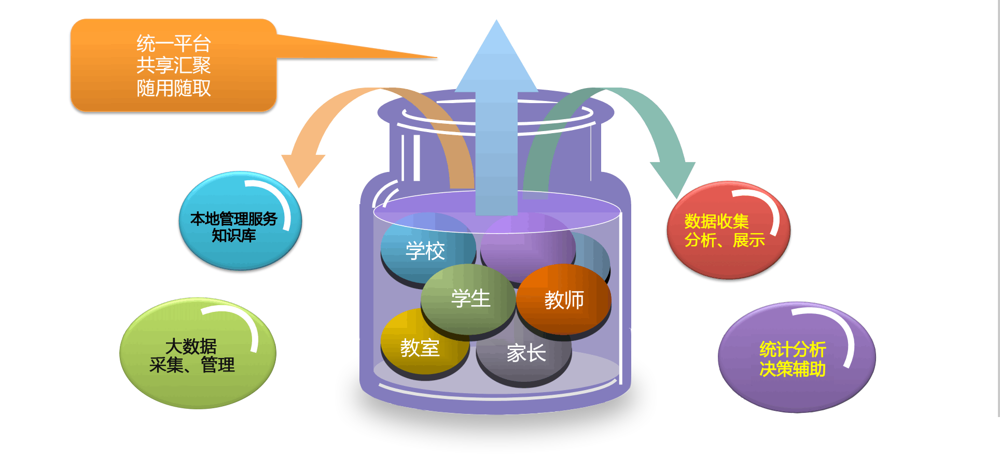 统一平台
共享汇聚
随用随取
本地管理服务
知识库
数据收集
分析、展示
学校
学生
教师
教室
家长
大数据
采集、管理
统计分析
决策辅助